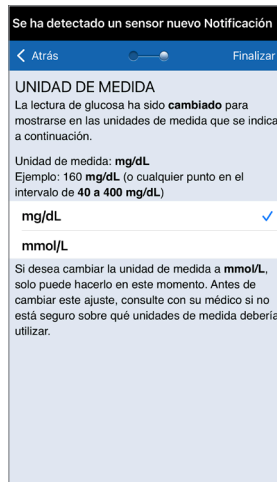 Se ha detectado un sensor nuevo Notificación
Atrás
Finalizar
UNIDAD DE MEDIDA
La lectura de glucosa ha sido cambiado para
mostrarse en las unidades de medida que se indica
a continuación.
Unidad de medida: mg/dL
Ejemplo: 160 mg/dL (o cualquier punto en el
intervalo de 40 a 400 mg/dL)
mg/dL
mmol/L
Si desea cambiar la unidad de medida a mmol/L,
solo puede hacerlo en este momento. Antes de
cambiar este ajuste, consulte con su médico si no
está seguro sobre qué unidades de medida debería
utilizar.